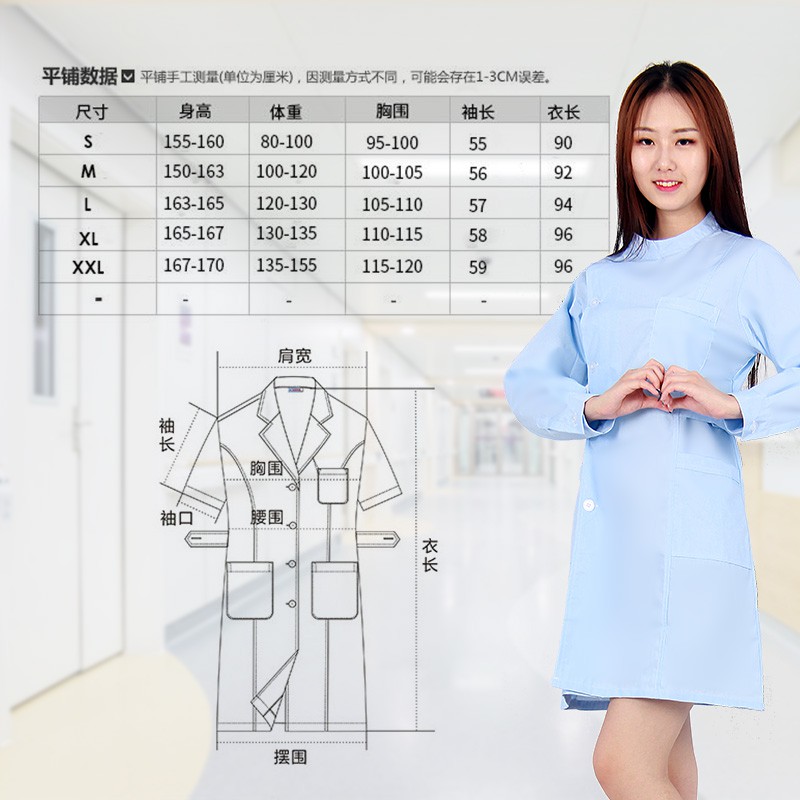 平铺数据 平铺手工测量(单位为厘米)，因测量方式不同，可能会存在1-3CM误差。
尺寸 身高 体重 胸围 袖长 衣长
S 155-160 80-100 95-100 55 90
M 150-163 100-120 100-105 56 92
L 163-165 120-130 105-110 57 94
XL 165-167 130-135 110-115 58 96
XXL 167-170 135-155 115-120 59 96
- - - - - -
肩宽
袖长
胸围
袖口
腰围
衣长
摆围